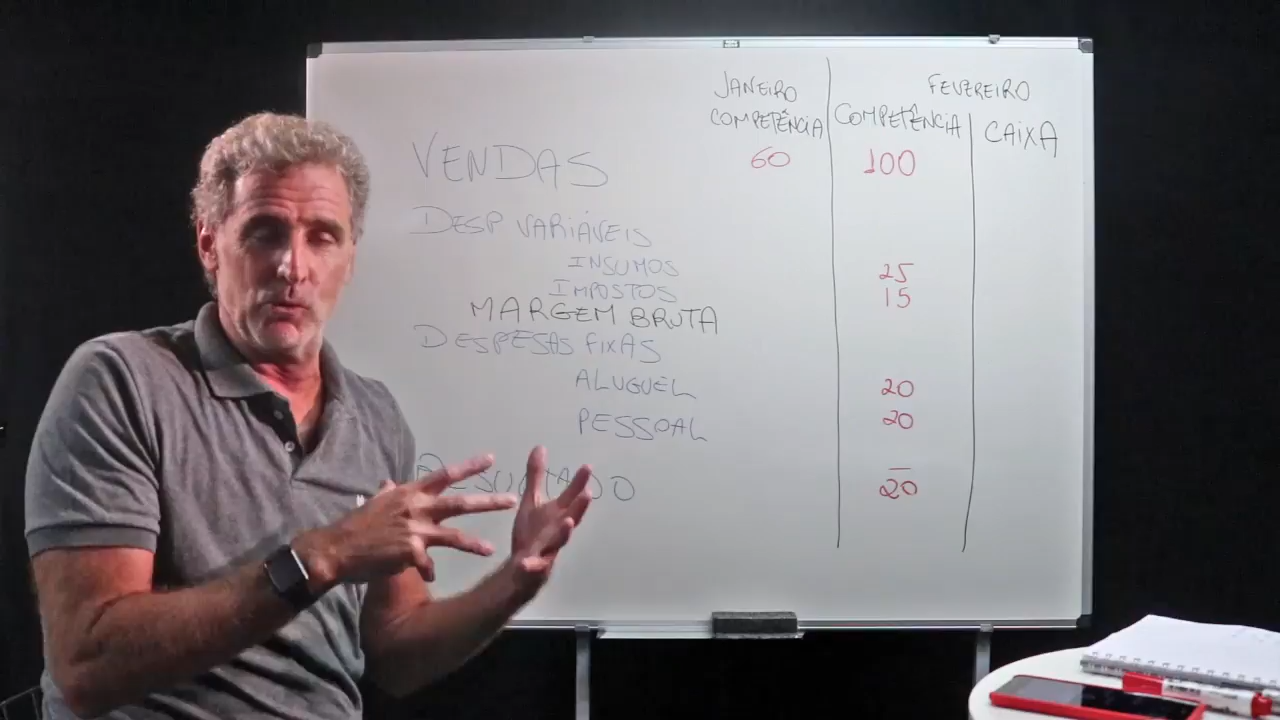 JANEIRO FEVEREIRO
COMPETÊNCIA COMPETÊNCIA CAIXA
VENDAS 60 100
DESP VARIÁVEIS
INSUMOS 25
IMPOSTOS 15
MARGEM BRUTA
DESPESAS FIXAS
ALUGUEL 20
PESSOAL 20
RESULTADO 20